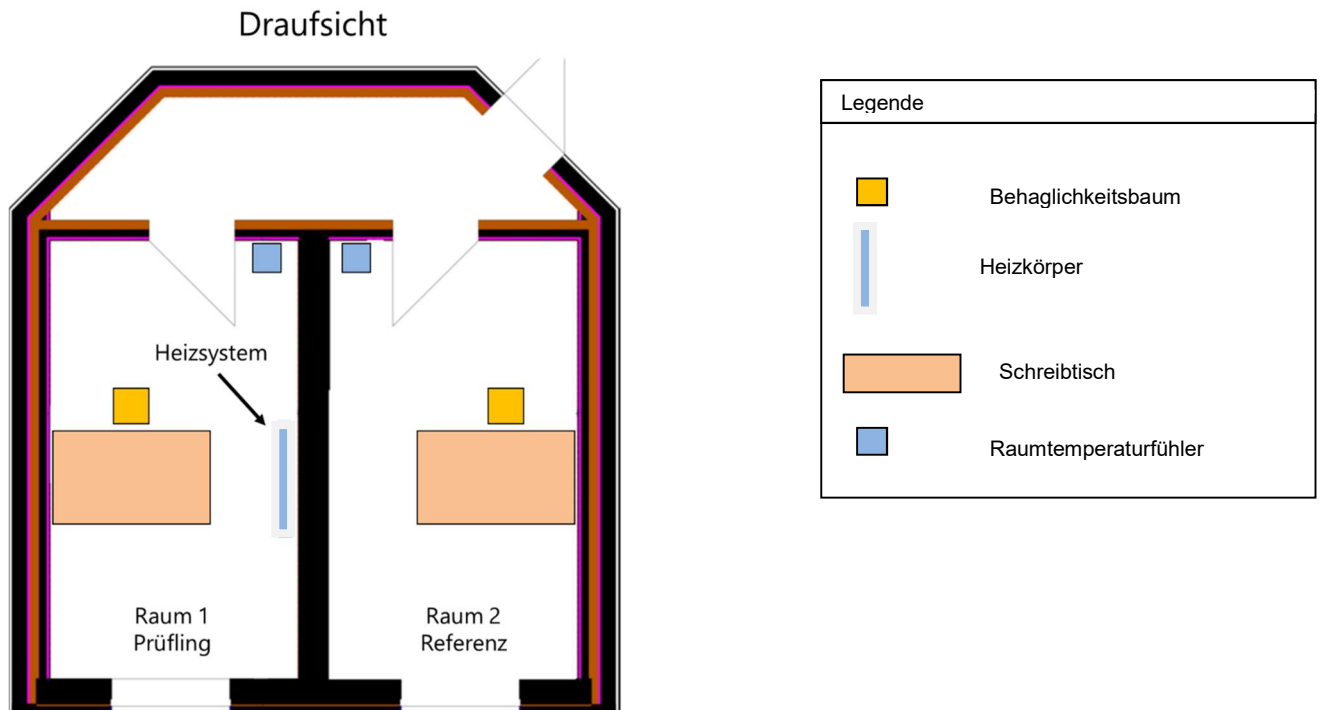 Draufsicht
Heizsystem
Raum 1
Prüfling
Raum 2
Referenz
Legende
Behaglichkeitsbaum
Heizkörper
Schreibtisch
Raumtemperaturfühler